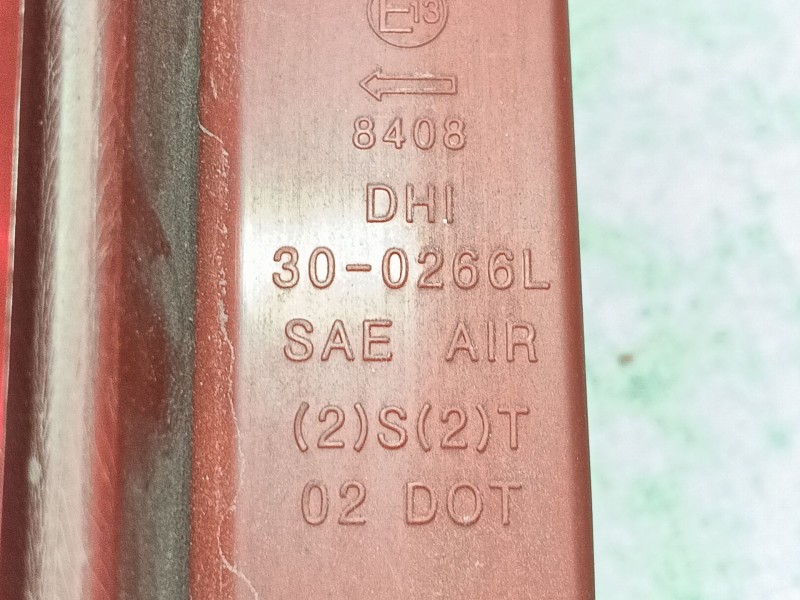 E13
8408
DHI
30-0266L
SAE AIR
(2)S(2)T
02 DOT